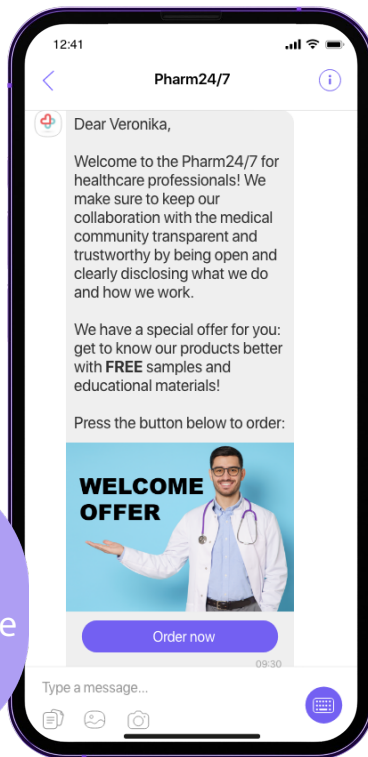 12:41
Pharm24/7
Dear Veronika,
Welcome to the Pharm24/7 for
healthcare professionals! We
make sure to keep our
collaboration with the medical
community transparent and
trustworthy by being open and
clearly disclosing what we do
and how we work.
We have a special offer for you:
get to know our products better
with FREE samples and
educational materials!
Press the button below to order:
WELCOME
OFFER
Order now
09:30
e
Type a message...